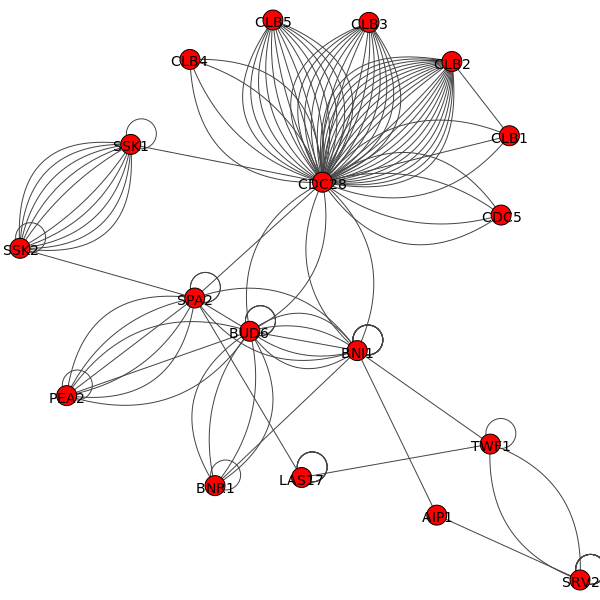 CLB5
CLB3
CLB4
CLB2
CLB1
SSK1
CDC28
CDC5
SSK2
SPA2
BUD6
BNI1
PEA2
TWF1
LAS17
BNR1
AIP1
SRV2